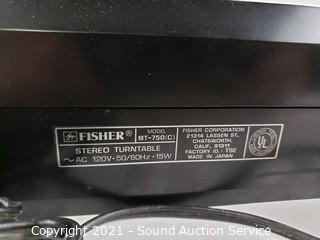 FISHER
MODEL
MT-750(C)
STEREO TURNTABLE
~AC 120V·50/60Hz·15W
FISHER CORPORATION
21314 LASSEN ST.,
CHATSWORTH,
CALIF. 91311
FACTORY ID.: TSE
MADE IN JAPAN
UL
Copyright © 2021 - Sound Auction Service